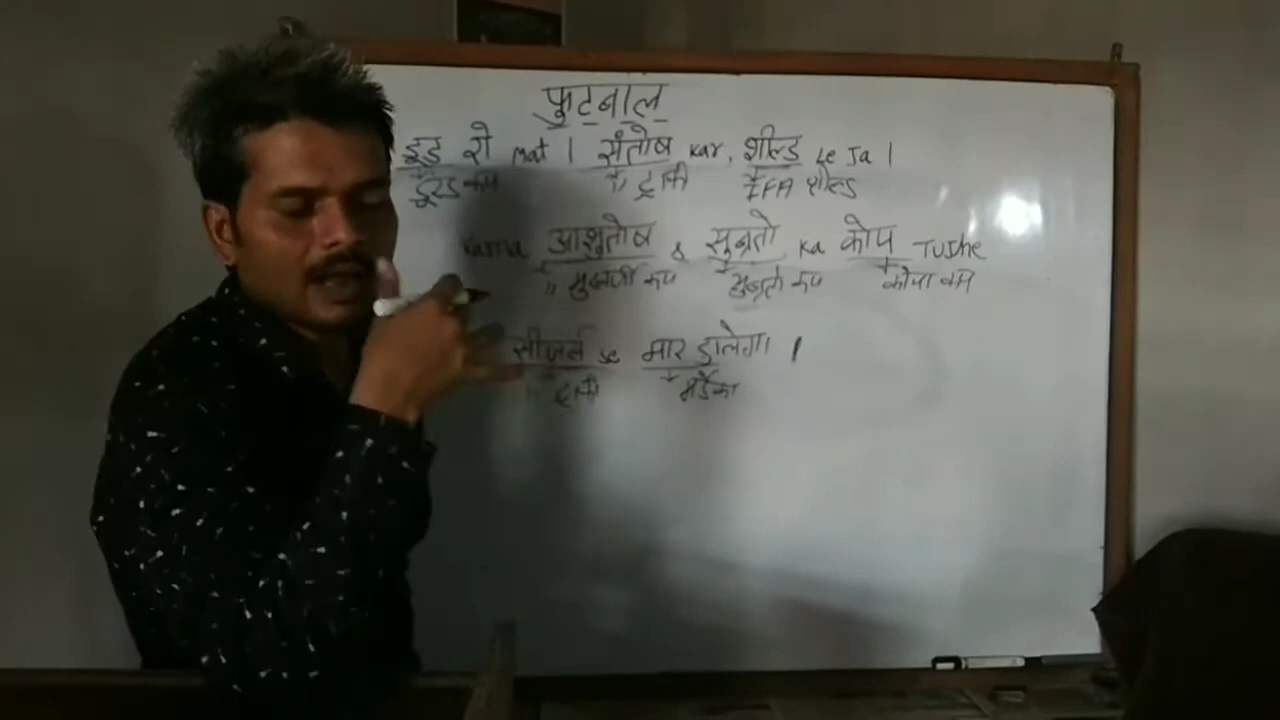 फुटबाल
डूड रो mat । संतोष kar, शील्ड Le Ja ।
डूरंड कप " ट्राफी IFA शील्ड
varna आशुतोष & सुब्रतो ka कोप Tujhe
" मुखर्जी कप सुब्रतो कप कोपा कप
सीजर्स se मार डालेगा ।
" ट्राफी मर्डेका